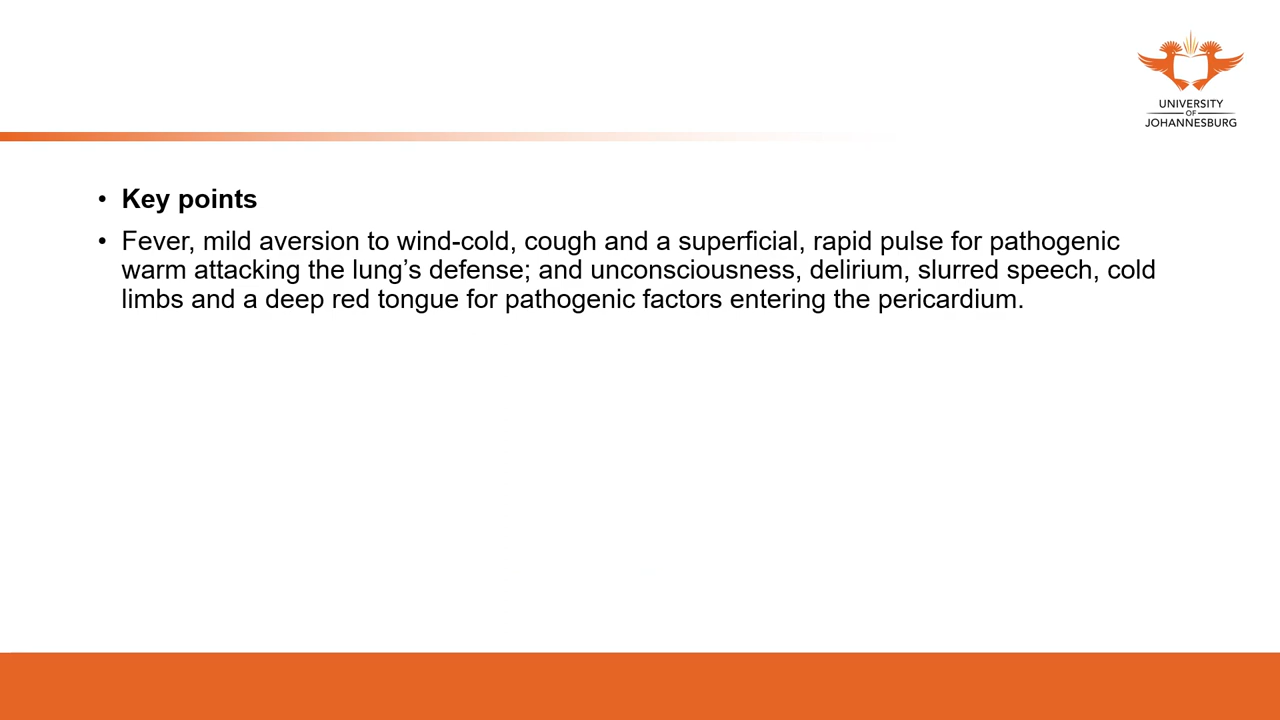 UNIVERSITY
OF
JOHANNESBURG
• Key points
• Fever, mild aversion to wind-cold, cough and a superficial, rapid pulse for pathogenic
warm attacking the lung’s defense; and unconsciousness, delirium, slurred speech, cold
limbs and a deep red tongue for pathogenic factors entering the pericardium.